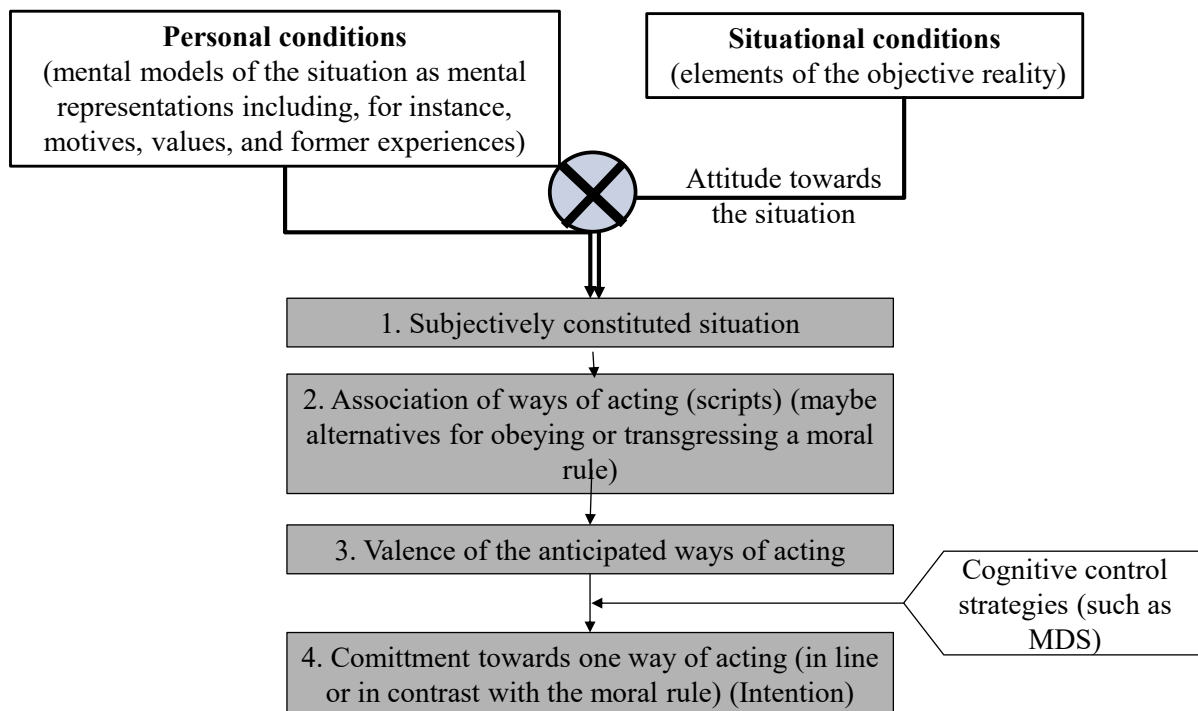 Personal conditions
(mental models of the situation as mental
representations including, for instance,
motives, values, and former experiences)
Situational conditions
(elements of the objective reality)
Attitude towards
the situation
1. Subjectively constituted situation
2. Association of ways of acting (scripts) (maybe
alternatives for obeying or transgressing a moral
rule)
3. Valence of the anticipated ways of acting
Cognitive control
strategies (such as
MDS)
4. Comittment towards one way of acting (in line
or in contrast with the moral rule) (Intention)